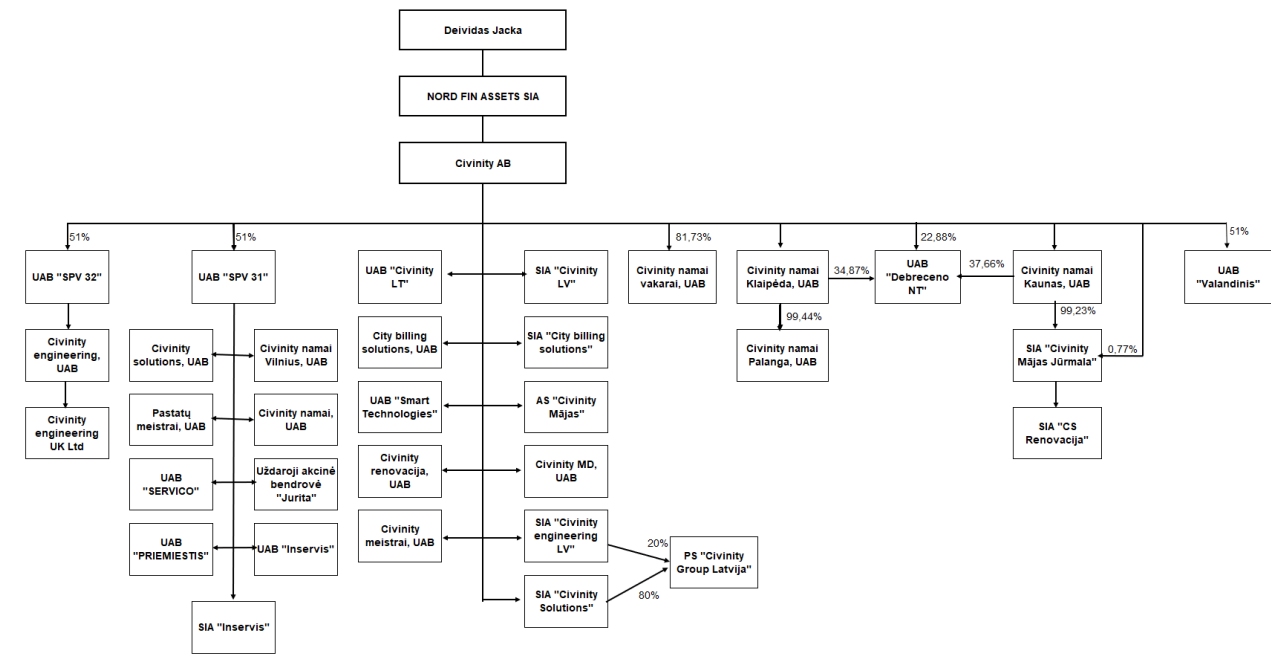 Deividas Jacka
NORD FIN ASSETS SIA
Civinity AB
51%
51%
81,73%
22,88%
51%
UAB "SPV 32"
UAB "SPV 31"
UAB "Civinity
LT"
SIA "Civinity
LV"
Civinity namai
vakarai, UAB
Civinity namai
Klaipėda, UAB
34,87%
UAB
"Debreceno
NT"
37,66%
Civinity namai
Kaunas, UAB
UAB
"Valandinis"
99,44%
99,23%
Civinity
engineering,
UAB
Civinity
solutions, UAB
Civinity namai
Vilnius, UAB
City billing
solutions, UAB
SIA "City billing
solutions"
Civinity namai
Palanga, UAB
SIA "Civinity
Mājas Jūrmala"
0,77%
Civinity
engineering
UK Ltd
Pastatų
meistrai, UAB
Civinity namai,
UAB
UAB "Smart
Technologies"
AS "Civinity
Mājas"
SIA "CS
Renovacija"
UAB
"SERVICO"
Uždaroji akcinė
bendrovė
"Jurita"
Civinity
renovacija,
UAB
Civinity MD,
UAB
UAB
"PRIEMIESTIS"
UAB "Inservis"
Civinity
meistrai, UAB
SIA "Civinity
engineering
LV"
20%
PS "Civinity
Group Latvija"
SIA "Civinity
Solutions"
80%
SIA "Inservis"